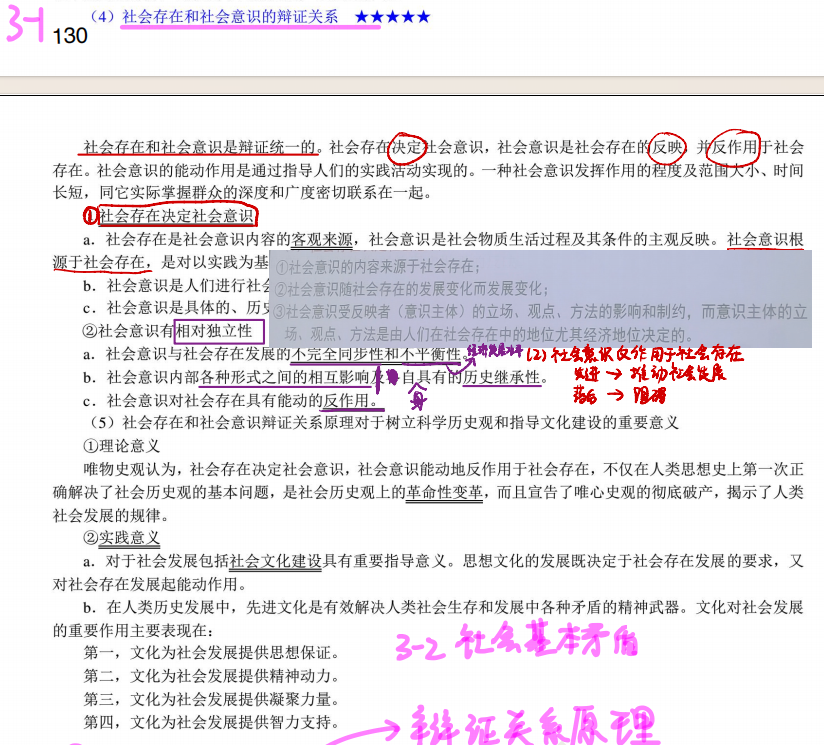 3-1
（4）社会存在和社会意识的辩证关系 ★★★★★
130
社会存在和社会意识是辩证统一的。社会存在决定社会意识，社会意识是社会存在的反映，并反作用于社会
存在。社会意识的能动作用是通过指导人们的实践活动实现的。一种社会意识发挥作用的程度及范围大小、时间
长短，同它实际掌握群众的深度和广度密切联系在一起。
①社会存在决定社会意识
a．社会存在是社会意识内容的客观来源，社会意识是社会物质生活过程及其条件的主观反映。社会意识根
源于社会存在，是对以实践为基
①社会意识的内容来源于社会存在；
b．社会意识是人们进行社会
②社会意识随社会存在的发展变化而发展变化；
c．社会意识是具体的、历史
③社会意识受反映者（意识主体）的立场、观点、方法的影响和制约，而意识主体的立
场、观点、方法是由人们在社会存在中的地位尤其经济地位决定的。
②社会意识有相对独立性
a．社会意识与社会存在发展的不完全同步性和不平衡性。
经济发展水平
(2) 社会意识反作用于社会存在
b．社会意识内部各种形式之间的相互影响及各自具有的历史继承性。
先进 → 推动社会发展
c．社会意识对社会存在具有能动的反作用。
落后 → 阻碍
（5）社会存在和社会意识辩证关系原理对于树立科学历史观和指导文化建设的重要意义
①理论意义
唯物史观认为，社会存在决定社会意识，社会意识能动地反作用于社会存在，不仅在人类思想史上第一次正
确解决了社会历史观的基本问题，是社会历史观上的革命性变革，而且宣告了唯心史观的彻底破产，揭示了人类
社会发展的规律。
②实践意义
a．对于社会发展包括社会文化建设具有重要指导意义。思想文化的发展既决定于社会存在发展的要求，又
对社会存在发展起能动作用。
b．在人类历史发展中，先进文化是有效解决人类社会生存和发展中各种矛盾的精神武器。文化对社会发展
的重要作用主要表现在：
第一，文化为社会发展提供思想保证。
3-2 社会基本矛盾
第二，文化为社会发展提供精神动力。
第三，文化为社会发展提供凝聚力量。
第四，文化为社会发展提供智力支持。
辩证关系原理